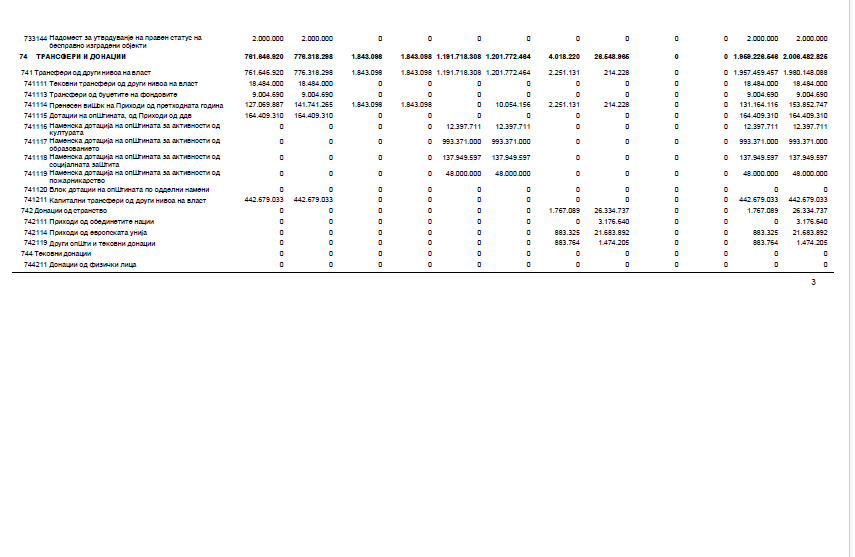 733144 Надомест за утврдување на правен статус на 2.000.000 2.000.000 0 0 0 0 0 0 0 0 2.000.000 2.000.000
бесправно изградени објекти
74 ТРАНСФЕРИ И ДОНАЦИИ 761.646.920 776.318.298 1.843.098 1.843.098 1.191.718.308 1.201.772.464 4.018.220 26.548.965 0 0 1.959.226.546 2.006.482.825
741 Трансфери од други нивоа на власт 761.646.920 776.318.298 1.843.098 1.843.098 1.191.718.308 1.201.772.464 2.251.131 214.228 0 0 1.957.459.457 1.980.148.088
741111 Тековни трансфери од други нивоа на власт 18.484.000 18.484.000 0 0 0 0 0 0 0 0 18.484.000 18.484.000
741113 Трансфери од буџетите на фондовите 9.004.690 9.004.690 0 0 0 0 0 0 0 0 9.004.690 9.004.690
741114 Пренесен виШок на Приходи од претходната година 127.069.887 141.741.265 1.843.098 1.843.098 0 10.054.156 2.251.131 214.228 0 0 131.164.116 153.852.747
741115 Дотации на опШтината, од Приходи од ддв 164.409.310 164.409.310 0 0 0 0 0 0 0 0 164.409.310 164.409.310
741116 Наменска дотација на опШтината за активности од 0 0 0 0 12.397.711 12.397.711 0 0 0 0 12.397.711 12.397.711
културата
741117 Наменска дотација на опШтината за активности од 0 0 0 0 993.371.000 993.371.000 0 0 0 0 993.371.000 993.371.000
образованието
741118 Наменска дотација на опШтината за активности од 0 0 0 0 137.949.597 137.949.597 0 0 0 0 137.949.597 137.949.597
социјалната заШтита
741119 Наменска дотација на опШтината за активности од 0 0 0 0 48.000.000 48.000.000 0 0 0 0 48.000.000 48.000.000
пожарникарство
741120 Блок дотации на опШтината по одделни намени 0 0 0 0 0 0 0 0 0 0 0 0
741211 Капитални трансфери од други нивоа на власт 442.679.033 442.679.033 0 0 0 0 0 0 0 0 442.679.033 442.679.033
742 Донации од странство 0 0 0 0 0 0 1.767.089 26.334.737 0 0 1.767.089 26.334.737
742111 Приходи од обединетите нации 0 0 0 0 0 0 0 3.176.640 0 0 0 3.176.640
742114 Приходи од европската унија 0 0 0 0 0 0 883.325 21.683.892 0 0 883.325 21.683.892
742119 Други опШти и тековни донации 0 0 0 0 0 0 883.764 1.474.205 0 0 883.764 1.474.205
744 Тековни донации 0 0 0 0 0 0 0 0 0 0 0 0
744211 Донации од физички лица 0 0 0 0 0 0 0 0 0 0 0 0
3